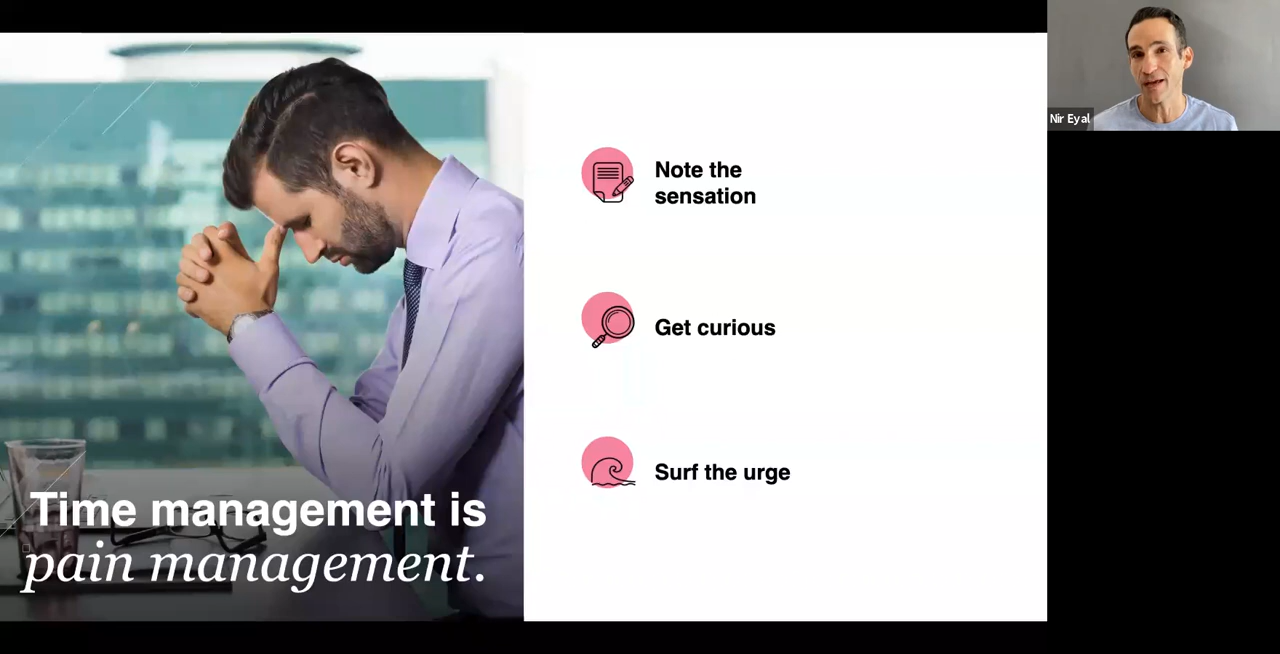 Time management is
pain management.
Note the
sensation
Get curious
Surf the urge
Nir Eyal